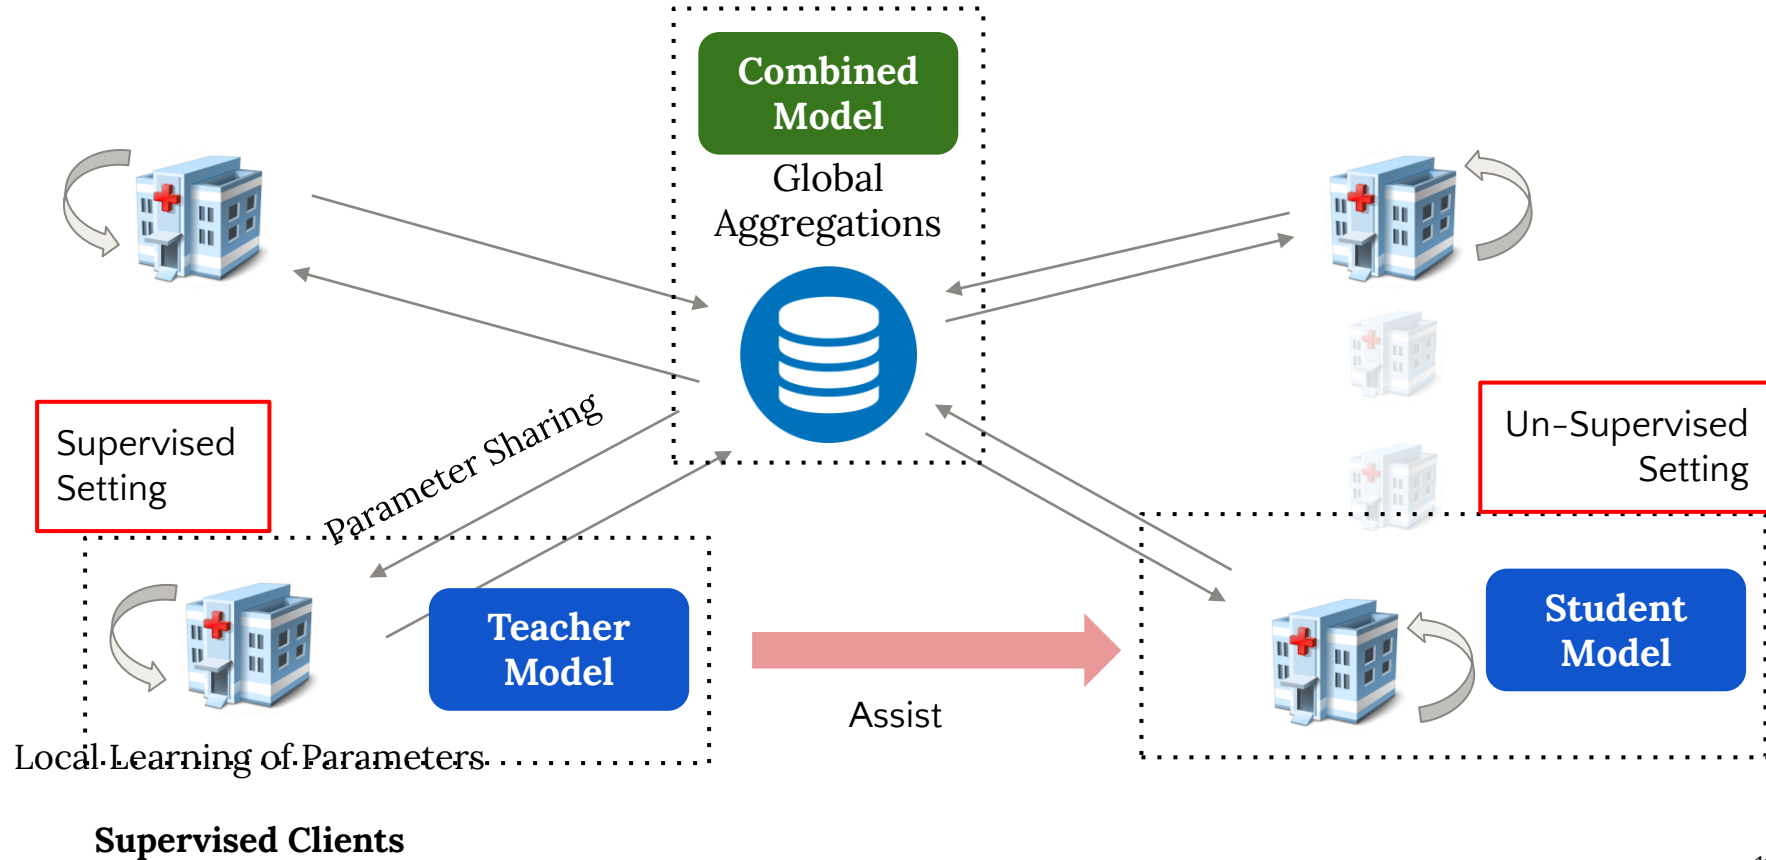 Combined
Model
Global
Aggregations
Supervised
Setting
Parameter Sharing
Un-Supervised
Setting
Teacher
Model
Assist
Student
Model
Local Learning of Parameters
Supervised Clients